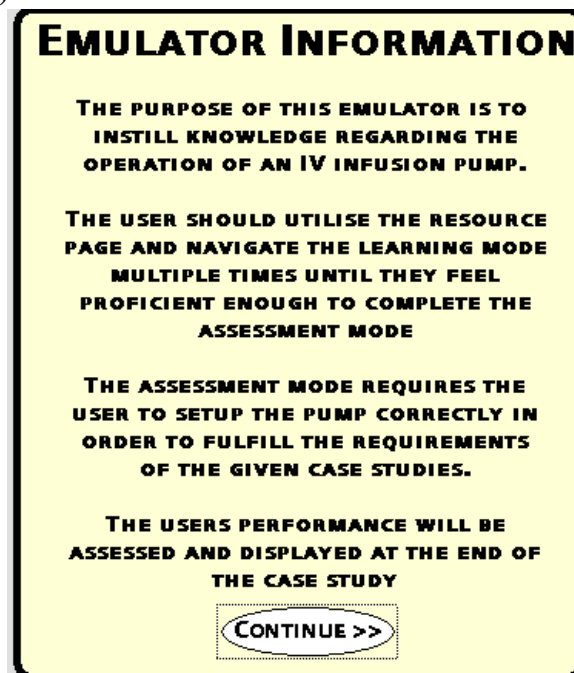 EMULATOR INFORMATION
THE PURPOSE OF THIS EMULATOR IS TO
INSTILL KNOWLEDGE REGARDING THE
OPERATION OF AN IV INFUSION PUMP.
THE USER SHOULD UTILISE THE RESOURCE
PAGE AND NAVIGATE THE LEARNING MODE
MULTIPLE TIMES UNTIL THEY FEEL
PROFICIENT ENOUGH TO COMPLETE THE
ASSESSMENT MODE
THE ASSESSMENT MODE REQUIRES THE
USER TO SETUP THE PUMP CORRECTLY IN
ORDER TO FULFILL THE REQUIREMENTS
OF THE GIVEN CASE STUDIES.
THE USERS PERFORMANCE WILL BE
ASSESSED AND DISPLAYED AT THE END OF
THE CASE STUDY
CONTINUE >>